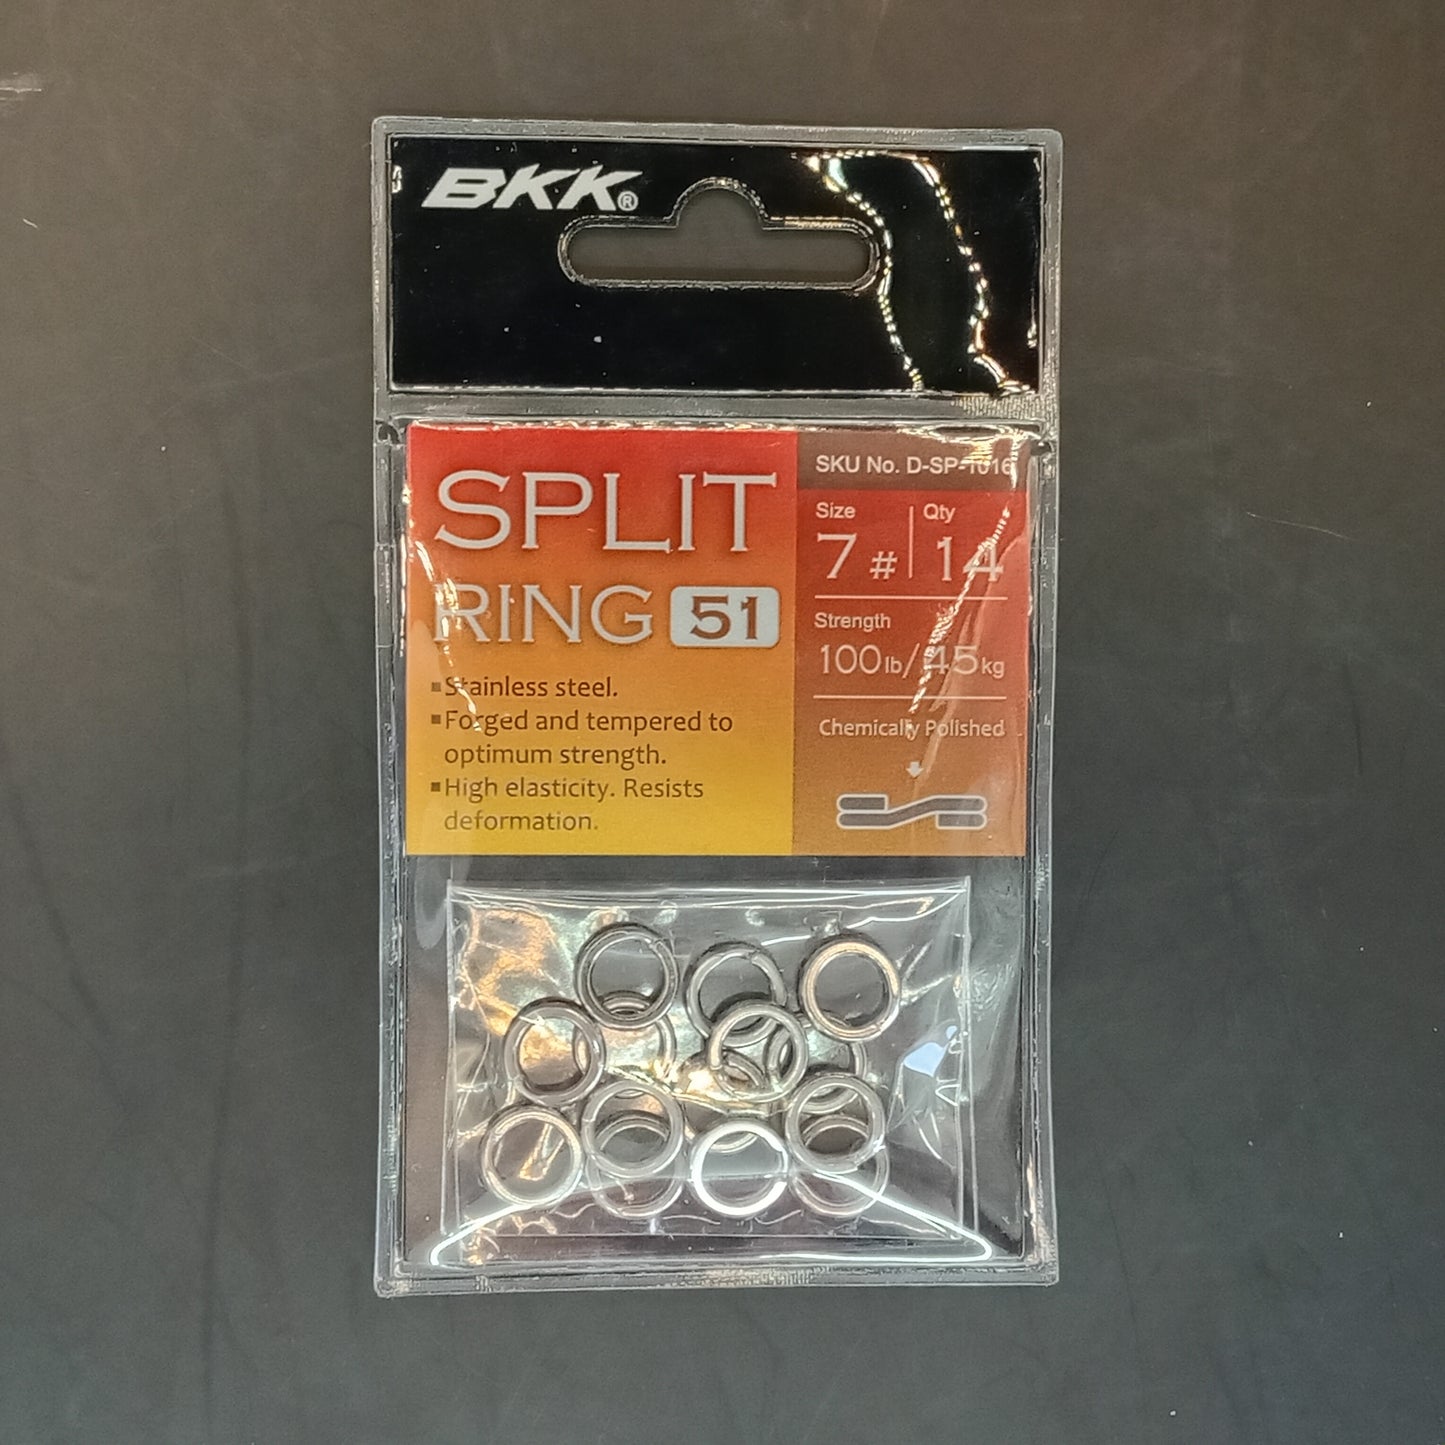 BKK®
SPLIT
RING 51
▪Stainless steel.
▪Forged and tempered to
optimum strength.
▪High elasticity. Resists
deformation.
SKU No. D-SP-1016
Size
Qty
7 #
14
Strength
100lb/45kg
Chemically Polished